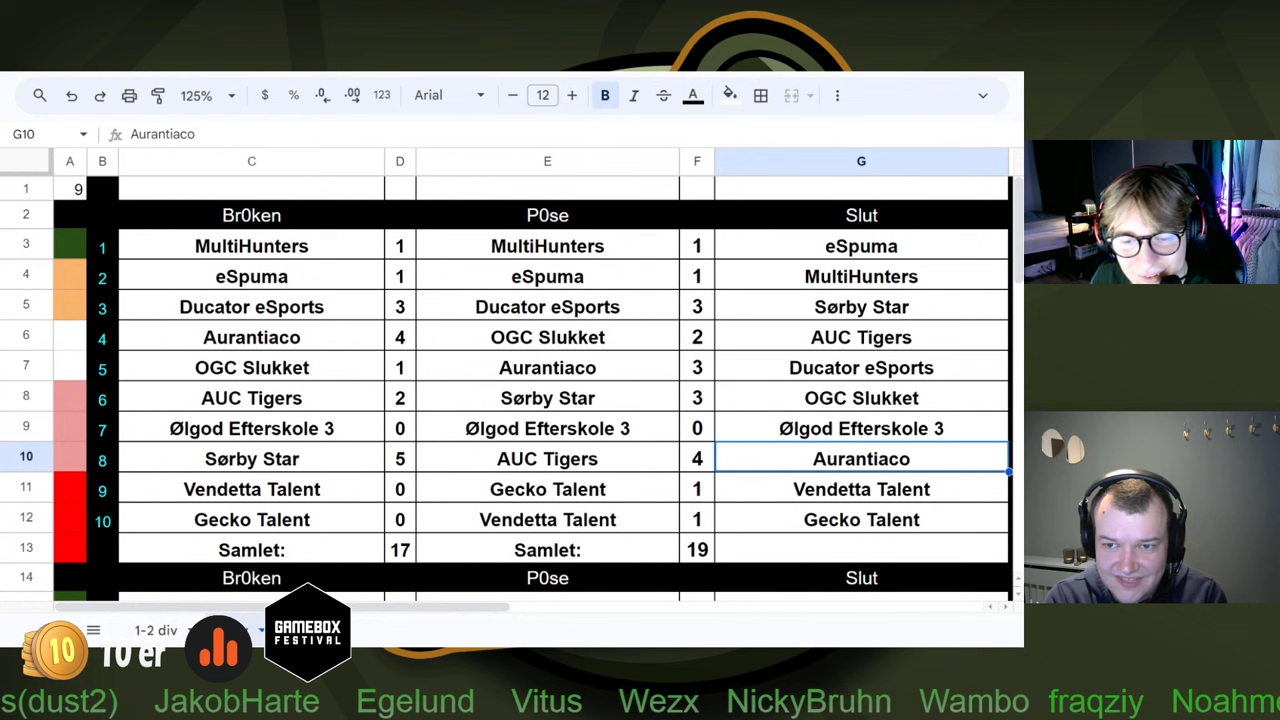 125% $ % .0 .00 123 Arial 12 B I A
G10 fx Aurantiaco
A B C D E F G
1 9
2 Br0ken P0se Slut
3 1 MultiHunters 1 MultiHunters 1 eSpuma
4 2 eSpuma 1 eSpuma 1 MultiHunters
5 3 Ducator eSports 3 Ducator eSports 3 Sørby Star
6 4 Aurantiaco 4 OGC Slukket 2 AUC Tigers
7 5 OGC Slukket 1 Aurantiaco 3 Ducator eSports
8 6 AUC Tigers 2 Sørby Star 3 OGC Slukket
9 7 Ølgod Efterskole 3 0 Ølgod Efterskole 3 0 Ølgod Efterskole 3
10 8 Sørby Star 5 AUC Tigers 4 Aurantiaco
11 9 Vendetta Talent 0 Gecko Talent 1 Vendetta Talent
12 10 Gecko Talent 0 Vendetta Talent 1 Gecko Talent
13 Samlet: 17 Samlet: 19
14 Br0ken P0se Slut
1-2 div
GAMEBOX
FESTIVAL
10 10 er
s(dust2) JakobHarte Egelund Vitus Wezx NickyBruhn Wambo fraqziy Noahm